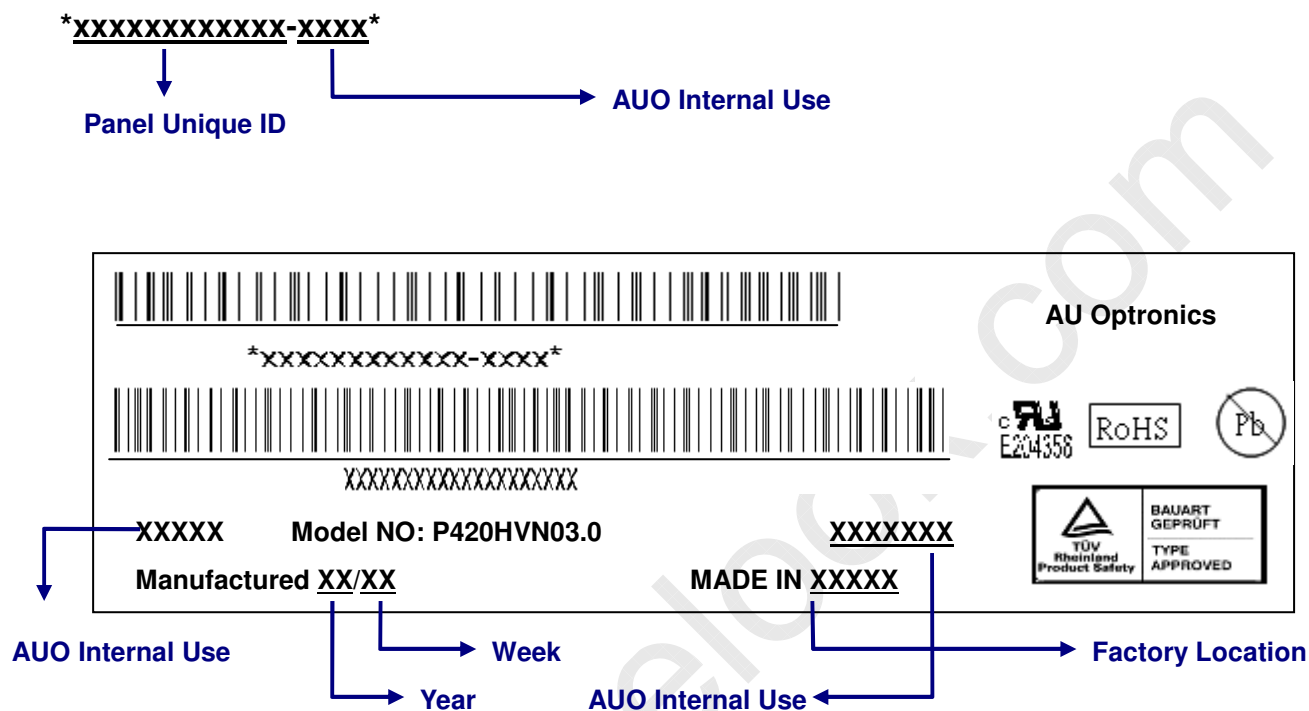 *xxxxxxxxxxxx-xxxx*
AUO Internal Use
Panel Unique ID
AU Optronics
*xxxxxxxxxxxx-xxxx*
c RU
E204356
RoHS
Pb
XXXXXXXXXXXXXXXXXXXX
XXXXX Model NO: P420HVN03.0 XXXXXXX
Manufactured XX/XX MADE IN XXXXX
TÜV
Rheinland
Product Safety
BAUART
GEPRÜFT
TYPE
APPROVED
AUO Internal Use
Week
Factory Location
Year
AUO Internal Use